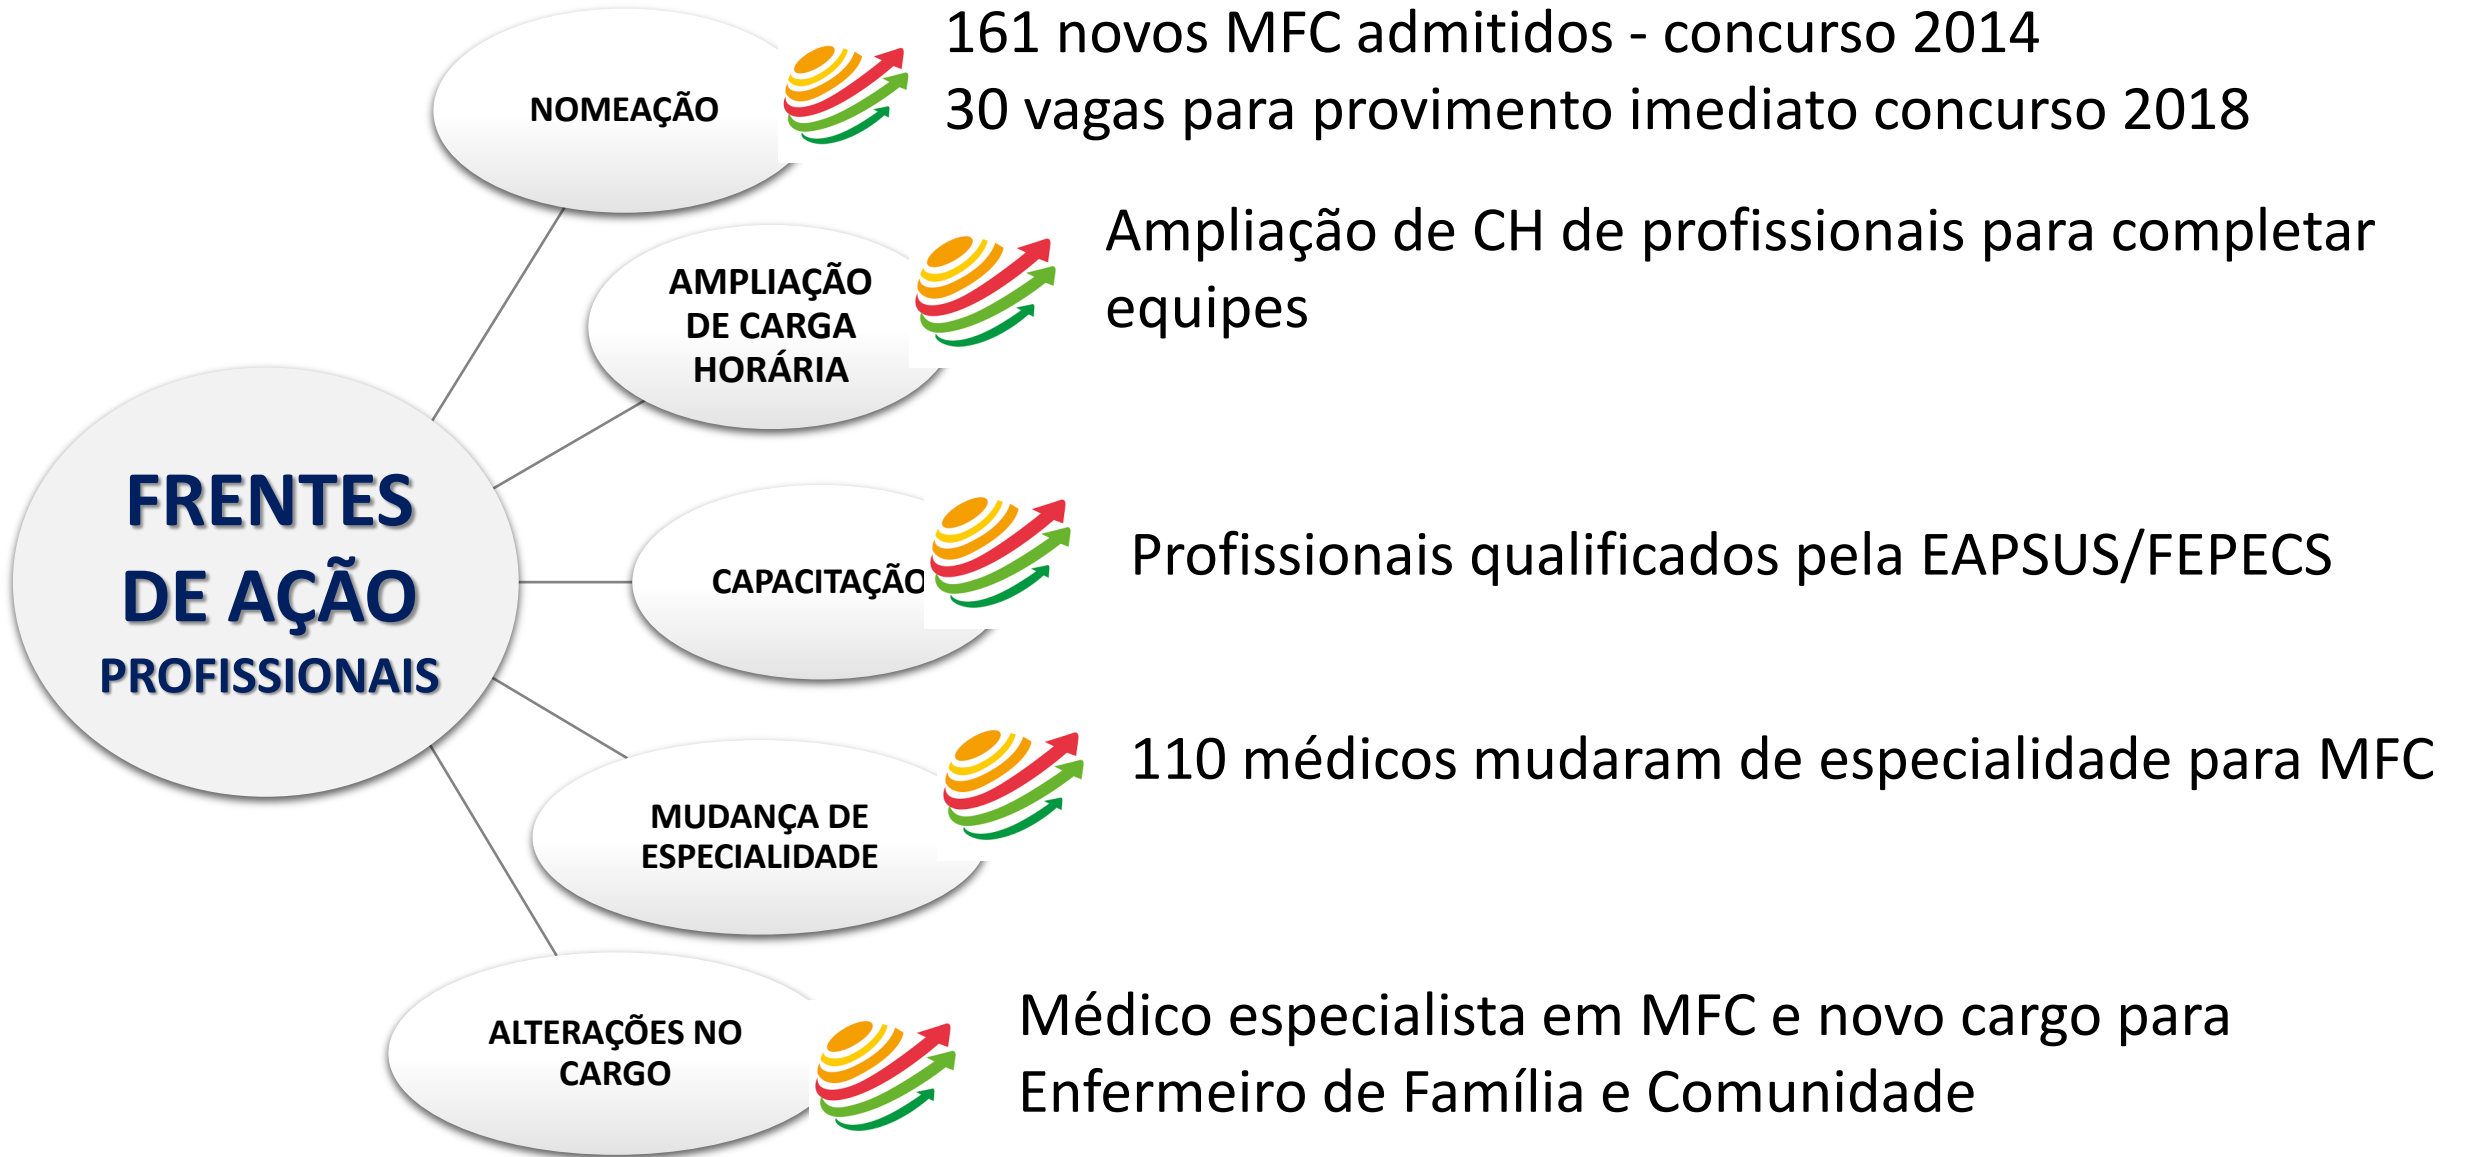 FRENTES
DE AÇÃO
PROFISSIONAIS
NOMEAÇÃO
161 novos MFC admitidos - concurso 2014
30 vagas para provimento imediato concurso 2018
AMPLIAÇÃO
DE CARGA
HORÁRIA
Ampliação de CH de profissionais para completar
equipes
CAPACITAÇÃO
Profissionais qualificados pela EAPSUS/FEPECS
MUDANÇA DE
ESPECIALIDADE
110 médicos mudaram de especialidade para MFC
ALTERAÇÕES NO
CARGO
Médico especialista em MFC e novo cargo para
Enfermeiro de Família e Comunidade